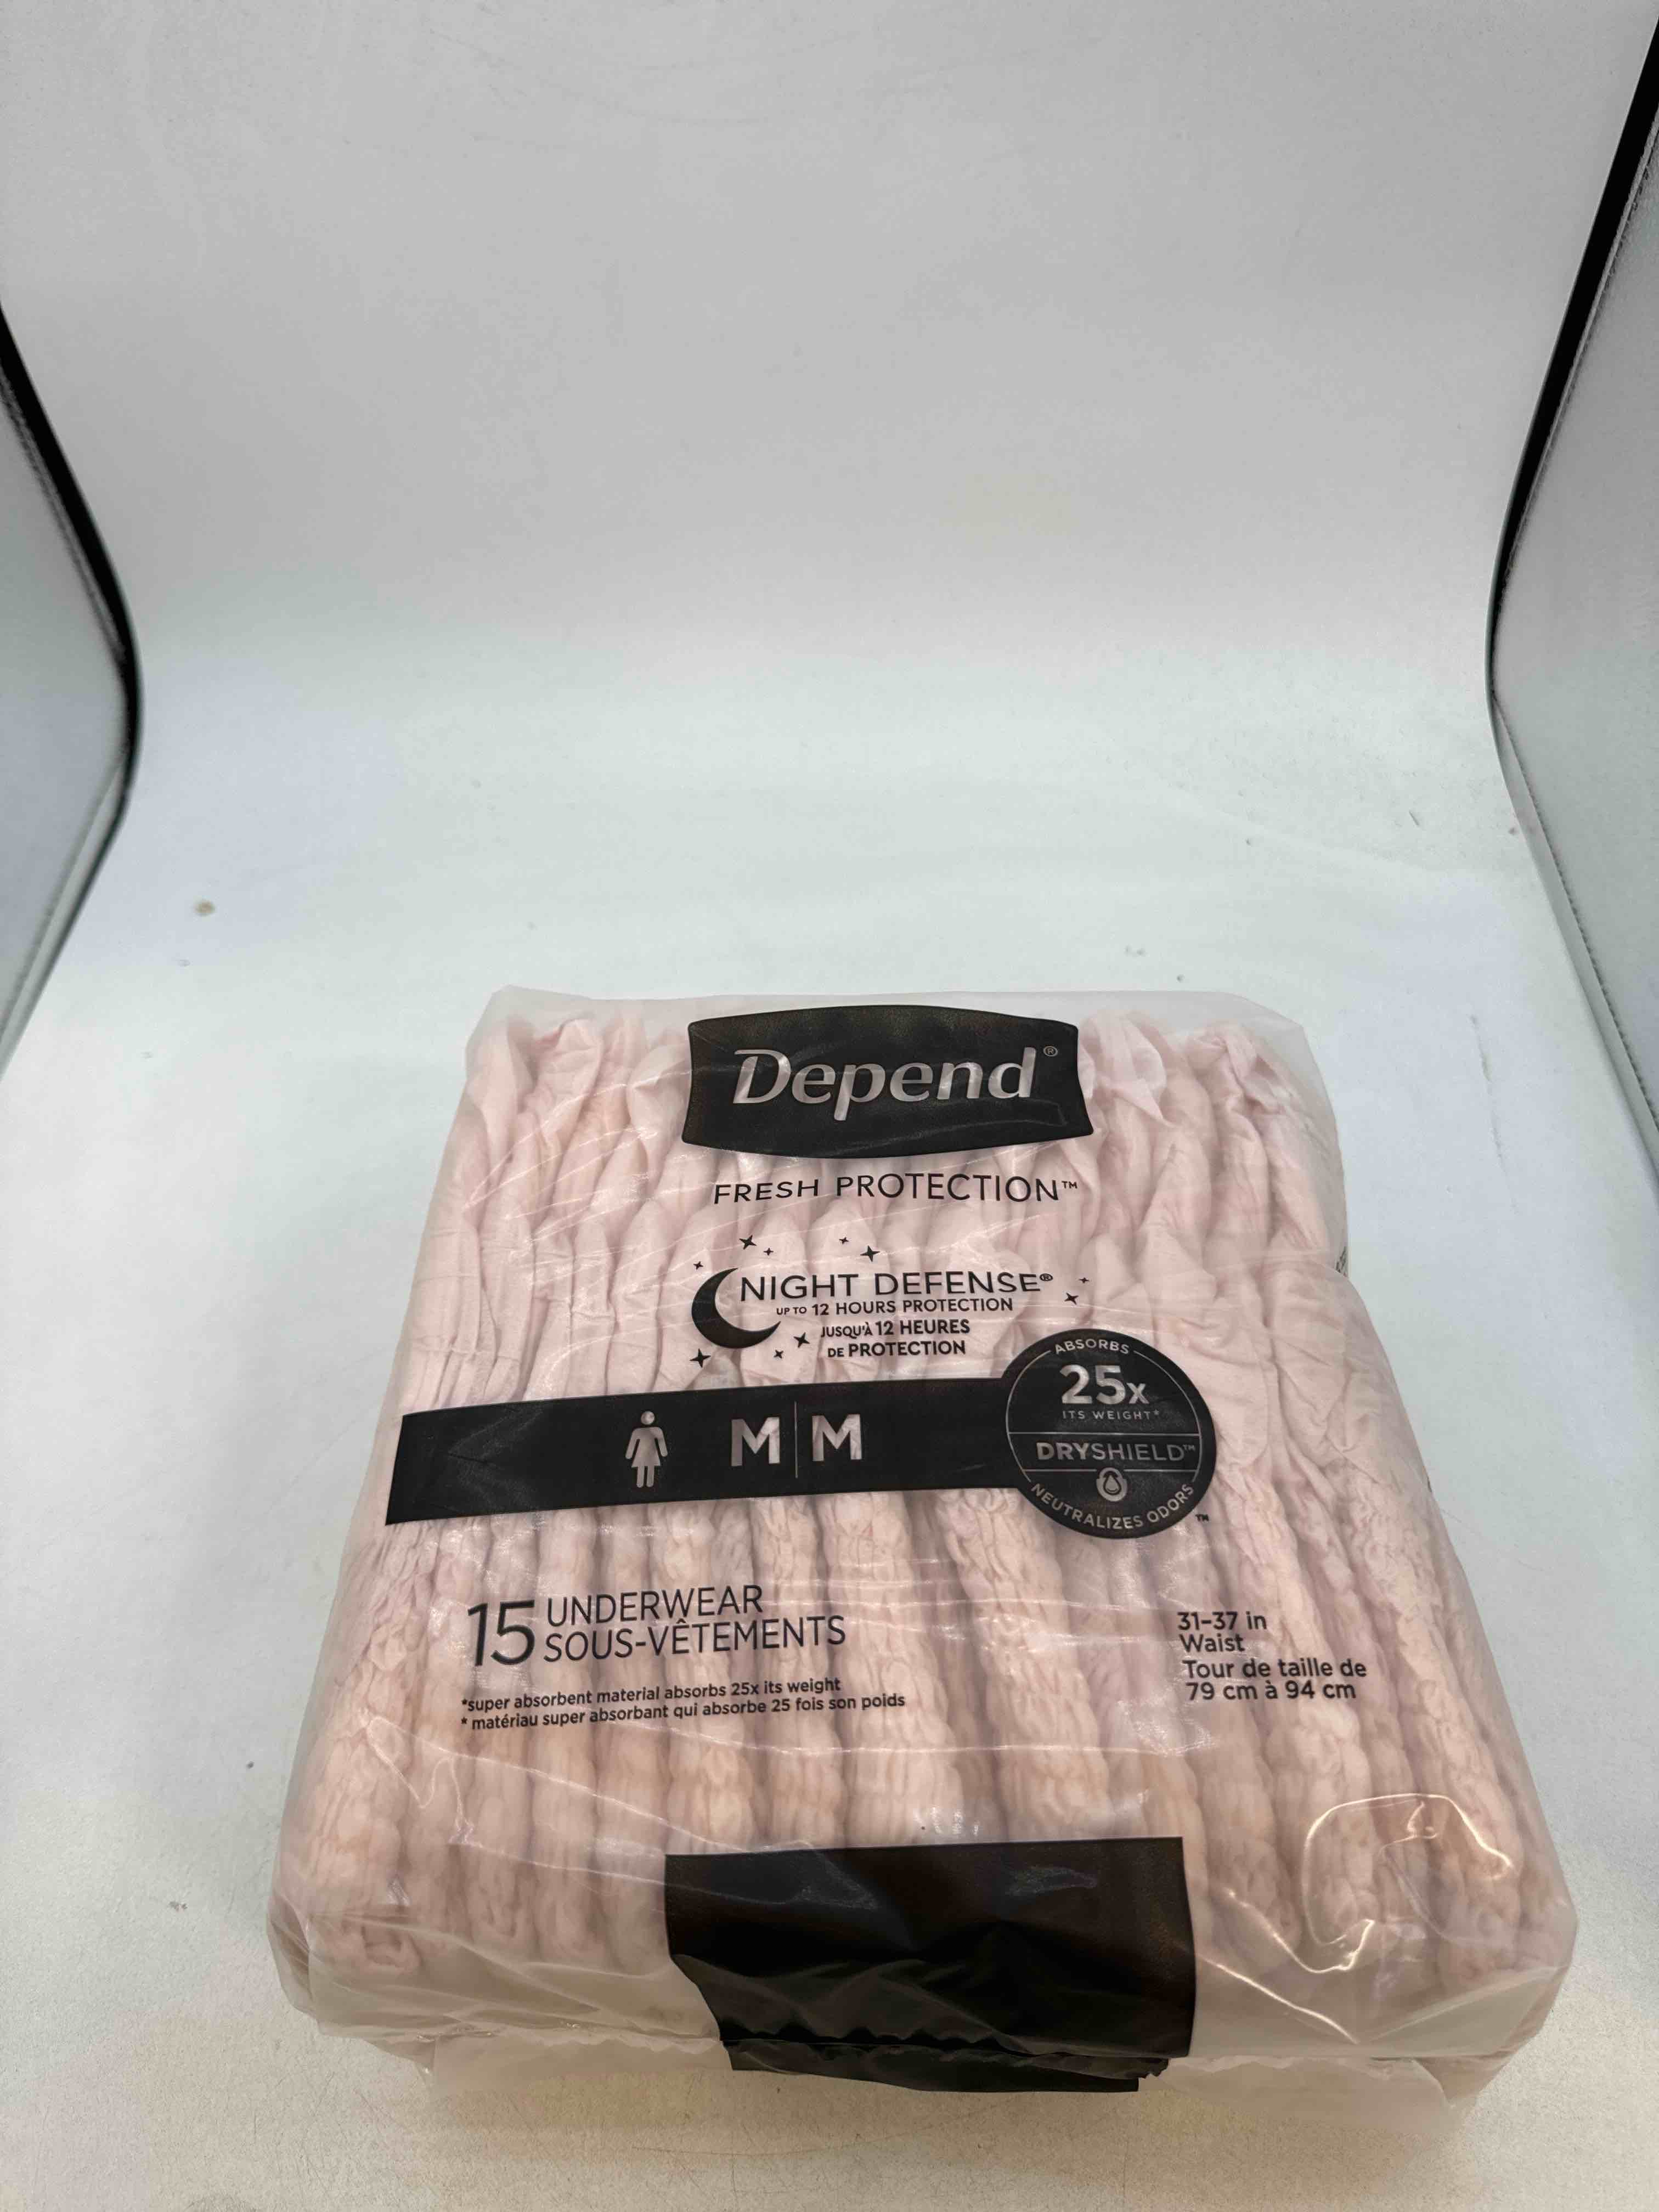 Depend®
FRESH PROTECTION™
NIGHT DEFENSE®
UP TO 12 HOURS PROTECTION
JUSQU'À 12 HEURES
DE PROTECTION
ABSORBS
25x
ITS WEIGHT*
DRYSHIELD™
NEUTRALIZES ODORS™
M|M
15 UNDERWEAR
SOUS-VÊTEMENTS
*super absorbent material absorbs 25x its weight
* matériau super absorbant qui absorbe 25 fois son poids
31-37 in
Waist
Tour de taille de
79 cm à 94 cm